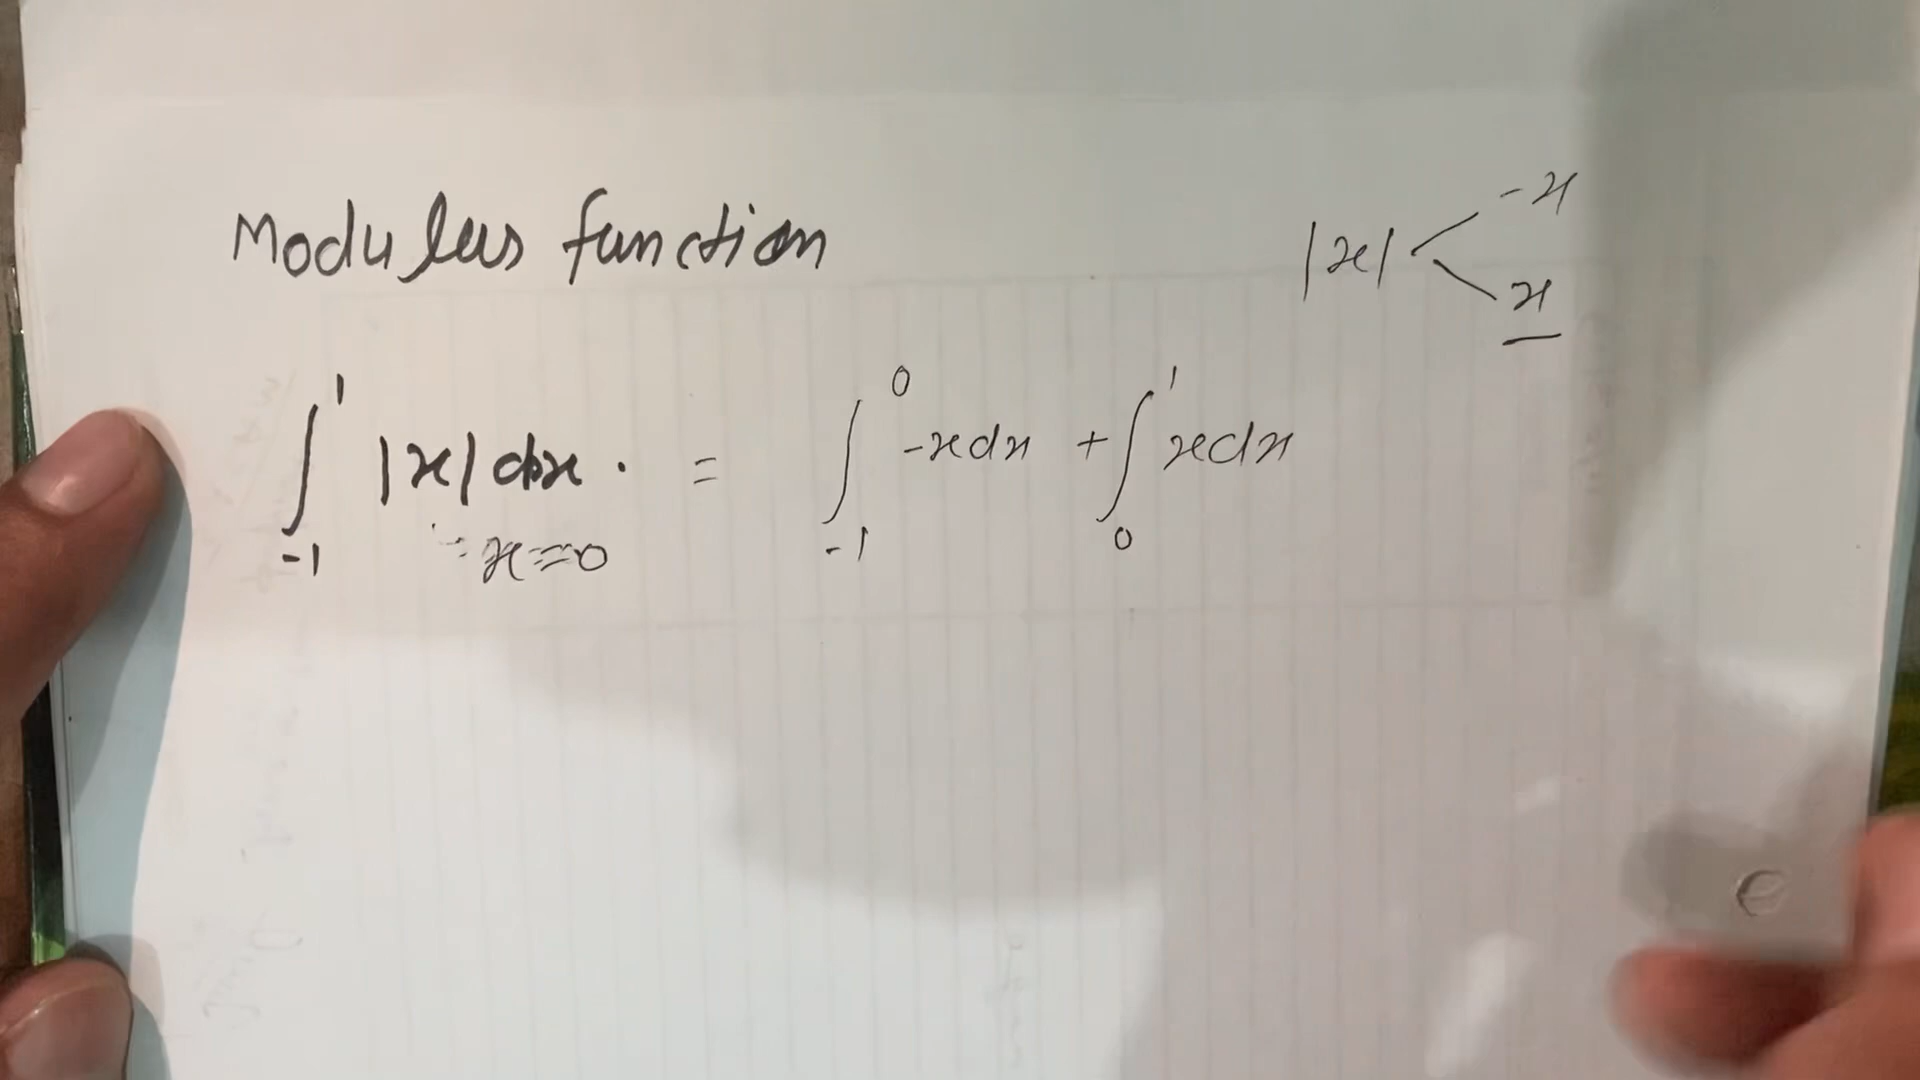 Modulus function
|x| < -x
x
∫_{-1}^{1} |x| dx . = ∫_{-1}^{0} -x dx + ∫_{0}^{1} x dx
x = 0